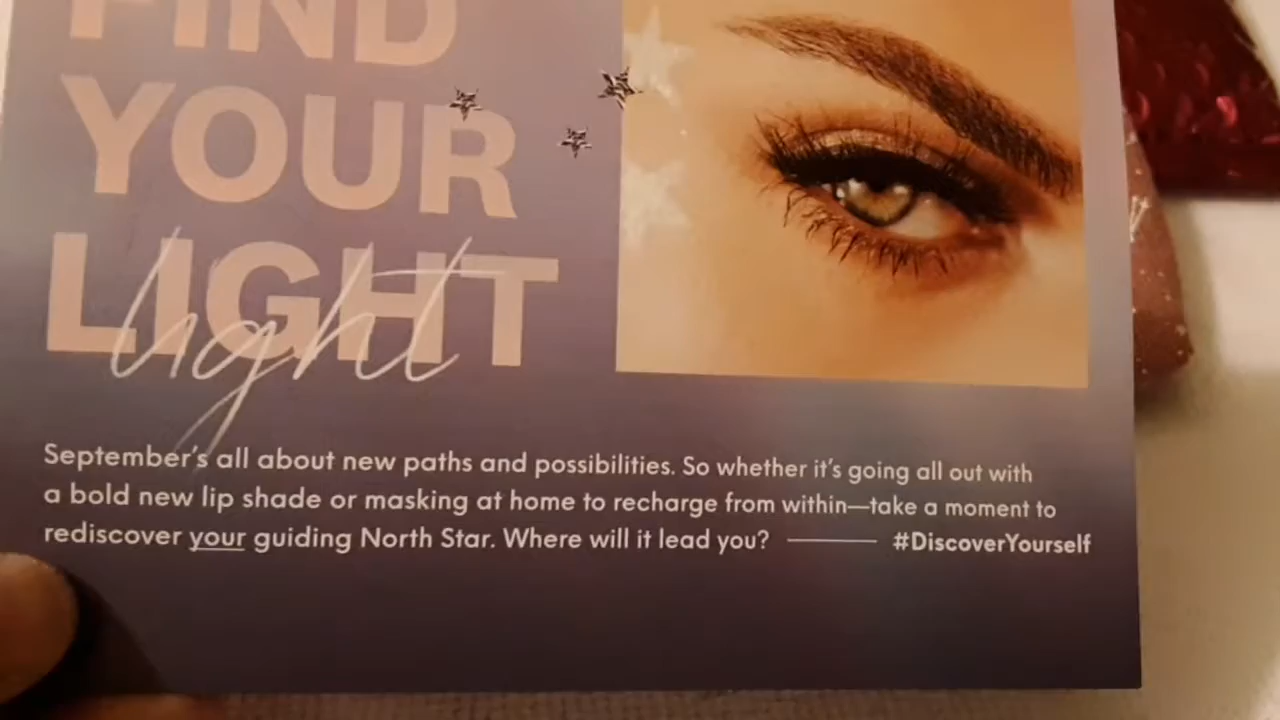 FIND
YOUR
LIGHT
light
September's all about new paths and possibilities. So whether it's going all out with
a bold new lip shade or masking at home to recharge from within—take a moment to
rediscover your guiding North Star. Where will it lead you? —— #DiscoverYourself